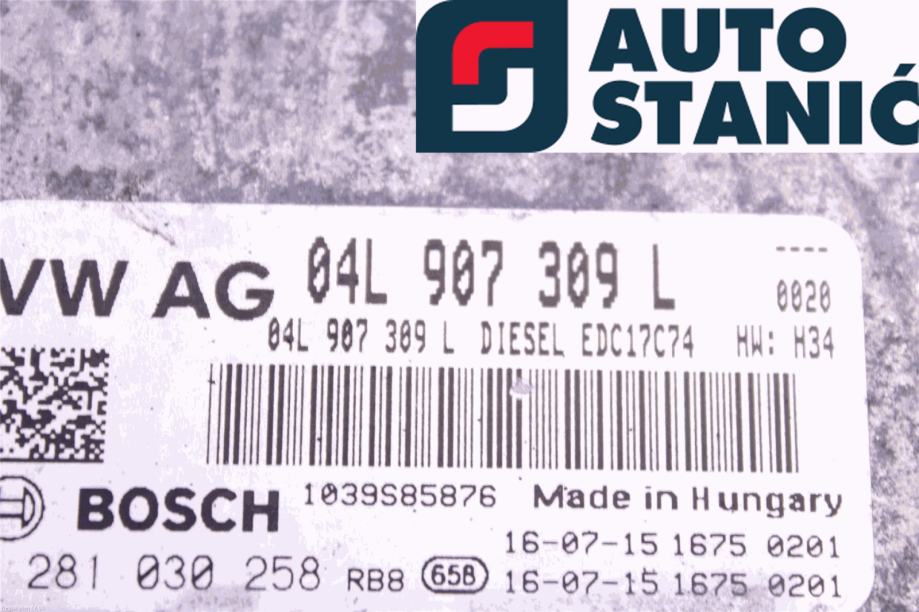 AUTO
STANIĆ
VW AG 04L 907 309 L
----
0020
04L 907 309 L DIESEL EDC17C74 HW: H34
BOSCH 1039S85876 Made in Hungary
281 030 258 RB8 658
16-07-15 1675 0201
16-07-15 1675 0201